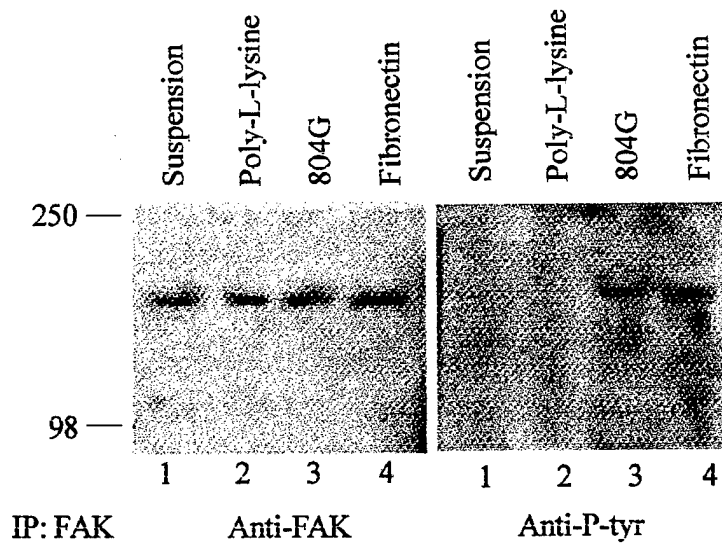 Suspension Poly-L-lysine 804G Fibronectin Suspension Poly-L-lysine 804G Fibronectin
250
98
1 2 3 4 1 2 3 4
IP: FAK Anti-FAK Anti-P-tyr